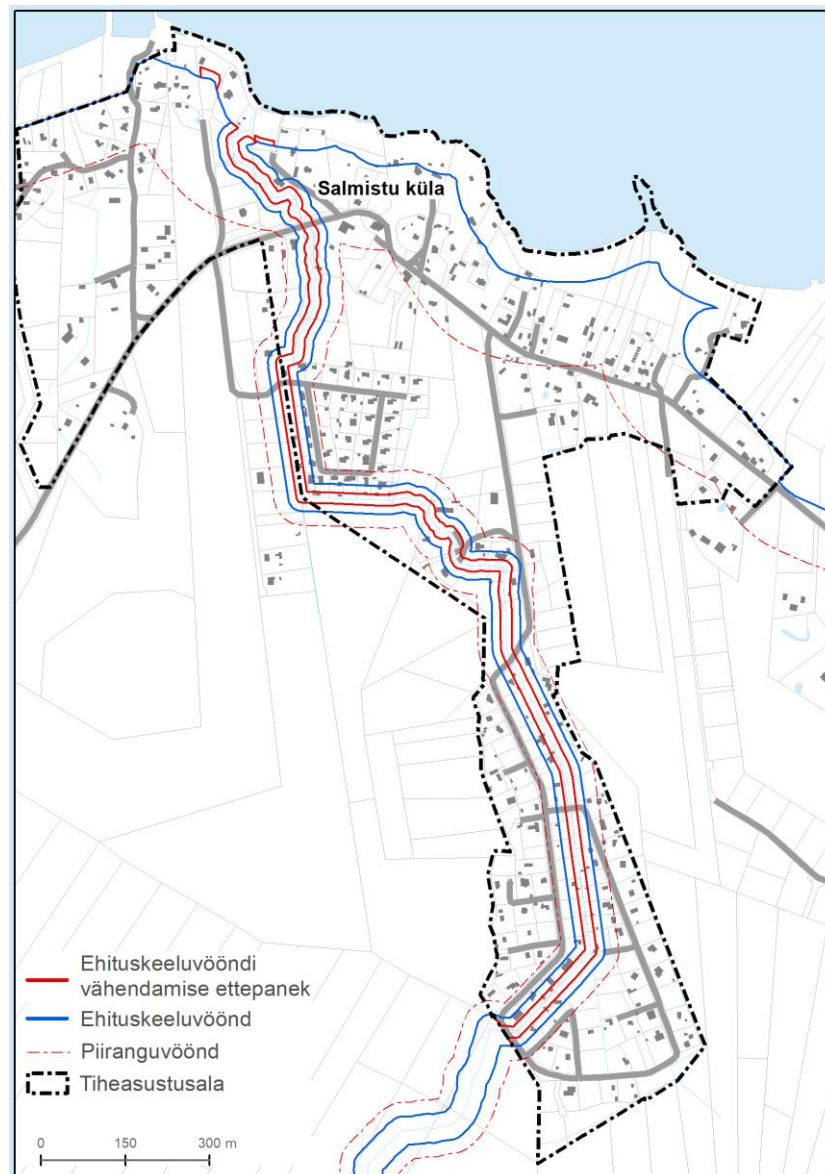 Salmistu küla
Ehituskeeluvööndi
vähendamise ettepanek
Ehituskeeluvöönd
Piiranguvöönd
Tiheasustusala
0 150 300 m